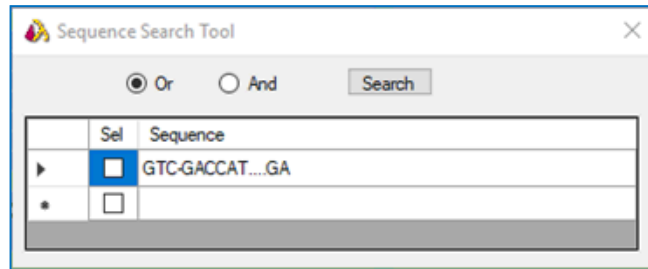 Sequence Search Tool
Or And Search
Sel Sequence
GTC-GACCAT....GA